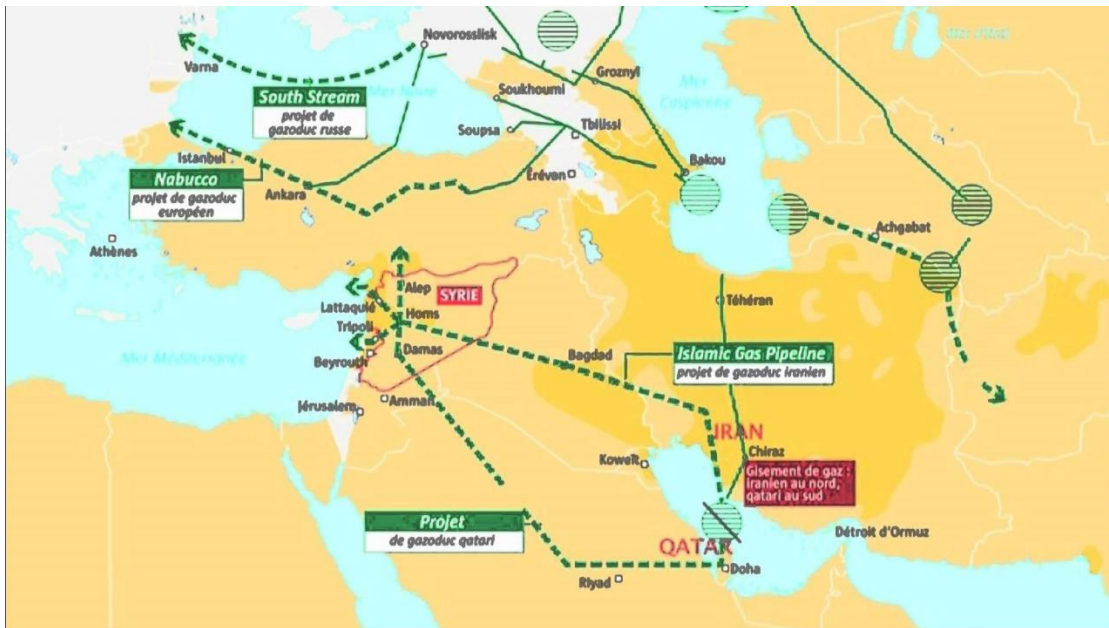 Novorosslisk
Varna
Groznyl
Mer Noire
Mer
Caspienne
Soukhoumi
South Stream
projet de
gazoduc russe
Soupsa
Tbilissi
Istanbul
Bakou
Érévan
Nabucco
projet de gazoduc
européen
Ankara
Achgabat
Athènes
Alep
SYRIE
Téhéran
Lattaquié
Homs
Tripoli
Mer Méditerranée
Beyrouth
Damas
Bagdad
Islamic Gas Pipeline
projet de gazoduc iranien
Jérusalem
Amman
IRAN
Koweït
Chiraz
Gisement de gaz :
iranien au nord,
qatari au sud
Projet
de gazoduc qatari
Détroit d'Ormuz
QATAR
Doha
Riyad